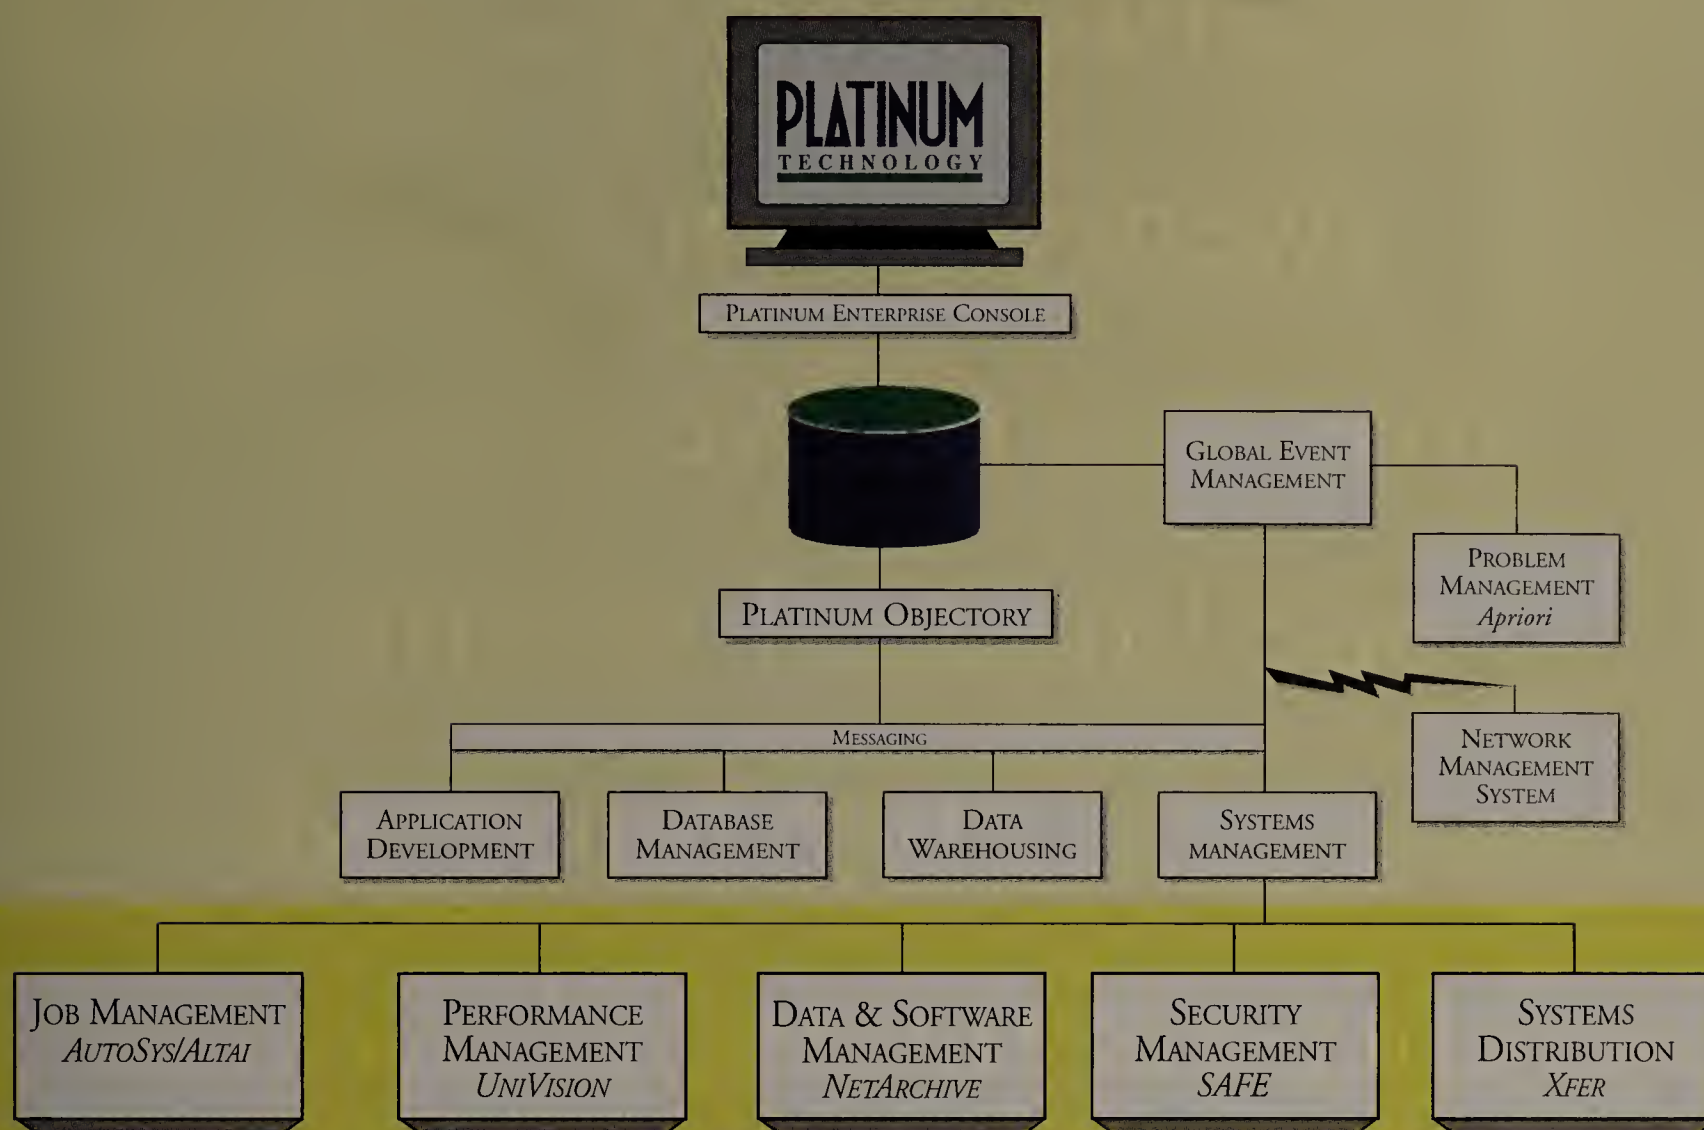 PLATINUM
TECHNOLOGY
PLATINUM ENTERPRISE CONSOLE
GLOBAL EVENT
MANAGEMENT
PROBLEM
MANAGEMENT
Apriori
PLATINUM OBJECTORY
MESSAGING
NETWORK
MANAGEMENT
SYSTEM
APPLICATION
DEVELOPMENT
DATABASE
MANAGEMENT
DATA
WAREHOUSING
SYSTEMS
MANAGEMENT
JOB MANAGEMENT
AUTOSYS/ALTAI
PERFORMANCE
MANAGEMENT
UNIVISION
DATA & SOFTWARE
MANAGEMENT
NETARCHIVE
SECURITY
MANAGEMENT
SAFE
SYSTEMS
DISTRIBUTION
XFER